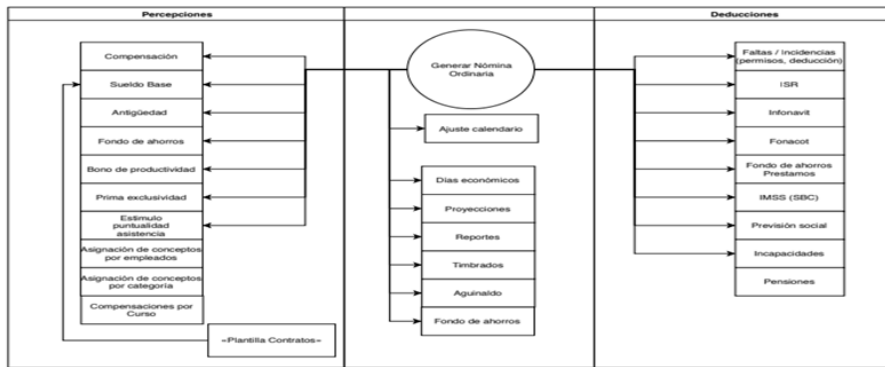 Percepciones
Deducciones
Compensación
Sueldo Base
Antigüedad
Fondo de ahorros
Bono de productividad
Prima exclusividad
Estimulo
puntualidad
asistencia
Asignación de conceptos
por empleados
Asignación de conceptos
por categoría
Compensaciones por
Curso
«Plantilla Contratos»
Generar Nómina
Ordinaria
Ajuste calendario
Días económicos
Proyecciones
Reportes
Timbrados
Aguinaldo
Fondo de ahorros
Faltas / Incidencias
(permisos, deducción)
ISR
Infonavit
Fonacot
Fondo de ahorros
Prestamos
IMSS (SBC)
Previsión social
Incapacidades
Pensiones